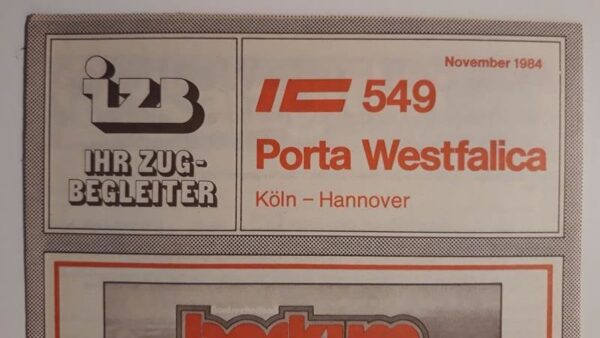 November 1984
izb
IHR ZUG-
BEGLEITER
IC 549
Porta Westfalica
Köln – Hannover